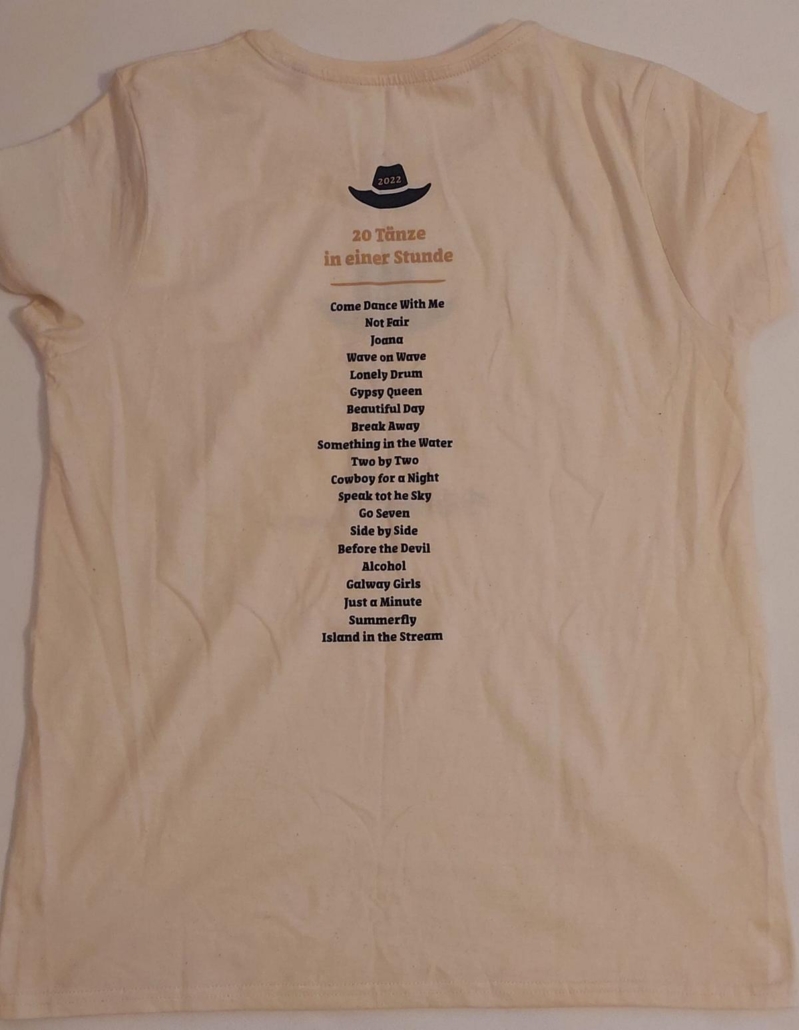 2022
20 Tänze
in einer Stunde
Come Dance With Me
Not Fair
Joana
Wave on Wave
Lonely Drum
Gypsy Queen
Beautiful Day
Break Away
Something in the Water
Two by Two
Cowboy for a Night
Speak tot he Sky
Go Seven
Side by Side
Before the Devil
Alcohol
Galway Girls
Just a Minute
Summerfly
Island in the Stream